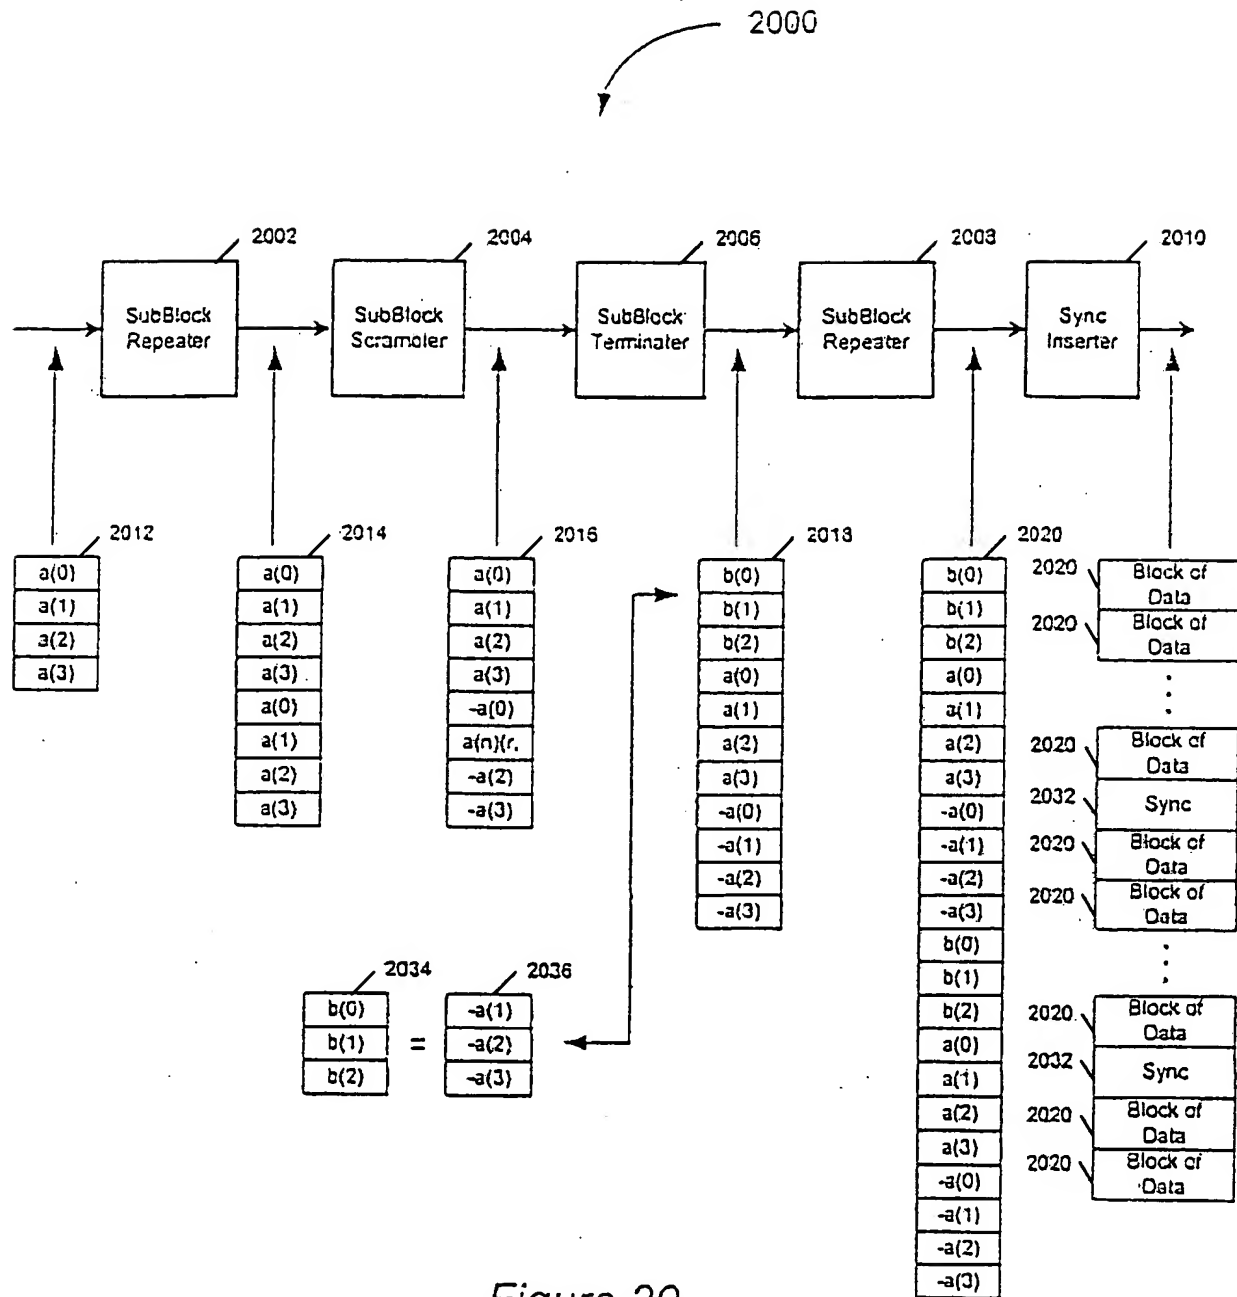 2000
2002
2004
2006
2003
2010
SubBlock
Repeater
SubBlock
Scrambler
SubBlock
Terminater
SubBlock
Repeater
Sync
Inserter
2012
a(0)
a(1)
a(2)
a(3)
2014
a(0)
a(1)
a(2)
a(3)
a(0)
a(1)
a(2)
a(3)
2016
a(0)
a(1)
a(2)
a(3)
-a(0)
a(n)(r.
-a(2)
-a(3)
2013
b(0)
b(1)
b(2)
a(0)
a(1)
a(2)
a(3)
-a(0)
-a(1)
-a(2)
-a(3)
2020
b(0)
b(1)
b(2)
a(0)
a(1)
a(2)
a(3)
-a(0)
-a(1)
-a(2)
-a(3)
b(0)
b(1)
b(2)
a(0)
a(1)
a(2)
a(3)
-a(0)
-a(1)
-a(2)
-a(3)
2020
Block of
Data
2020
Block of
Data
2020
Block of
Data
2032
Sync
2020
Block of
Data
2020
Block of
Data
2020
Block of
Data
2032
Sync
2020
Block of
Data
2020
Block of
Data
2034
b(0)
b(1)
b(2)
=
2036
-a(1)
-a(2)
-a(3)
Figure 20